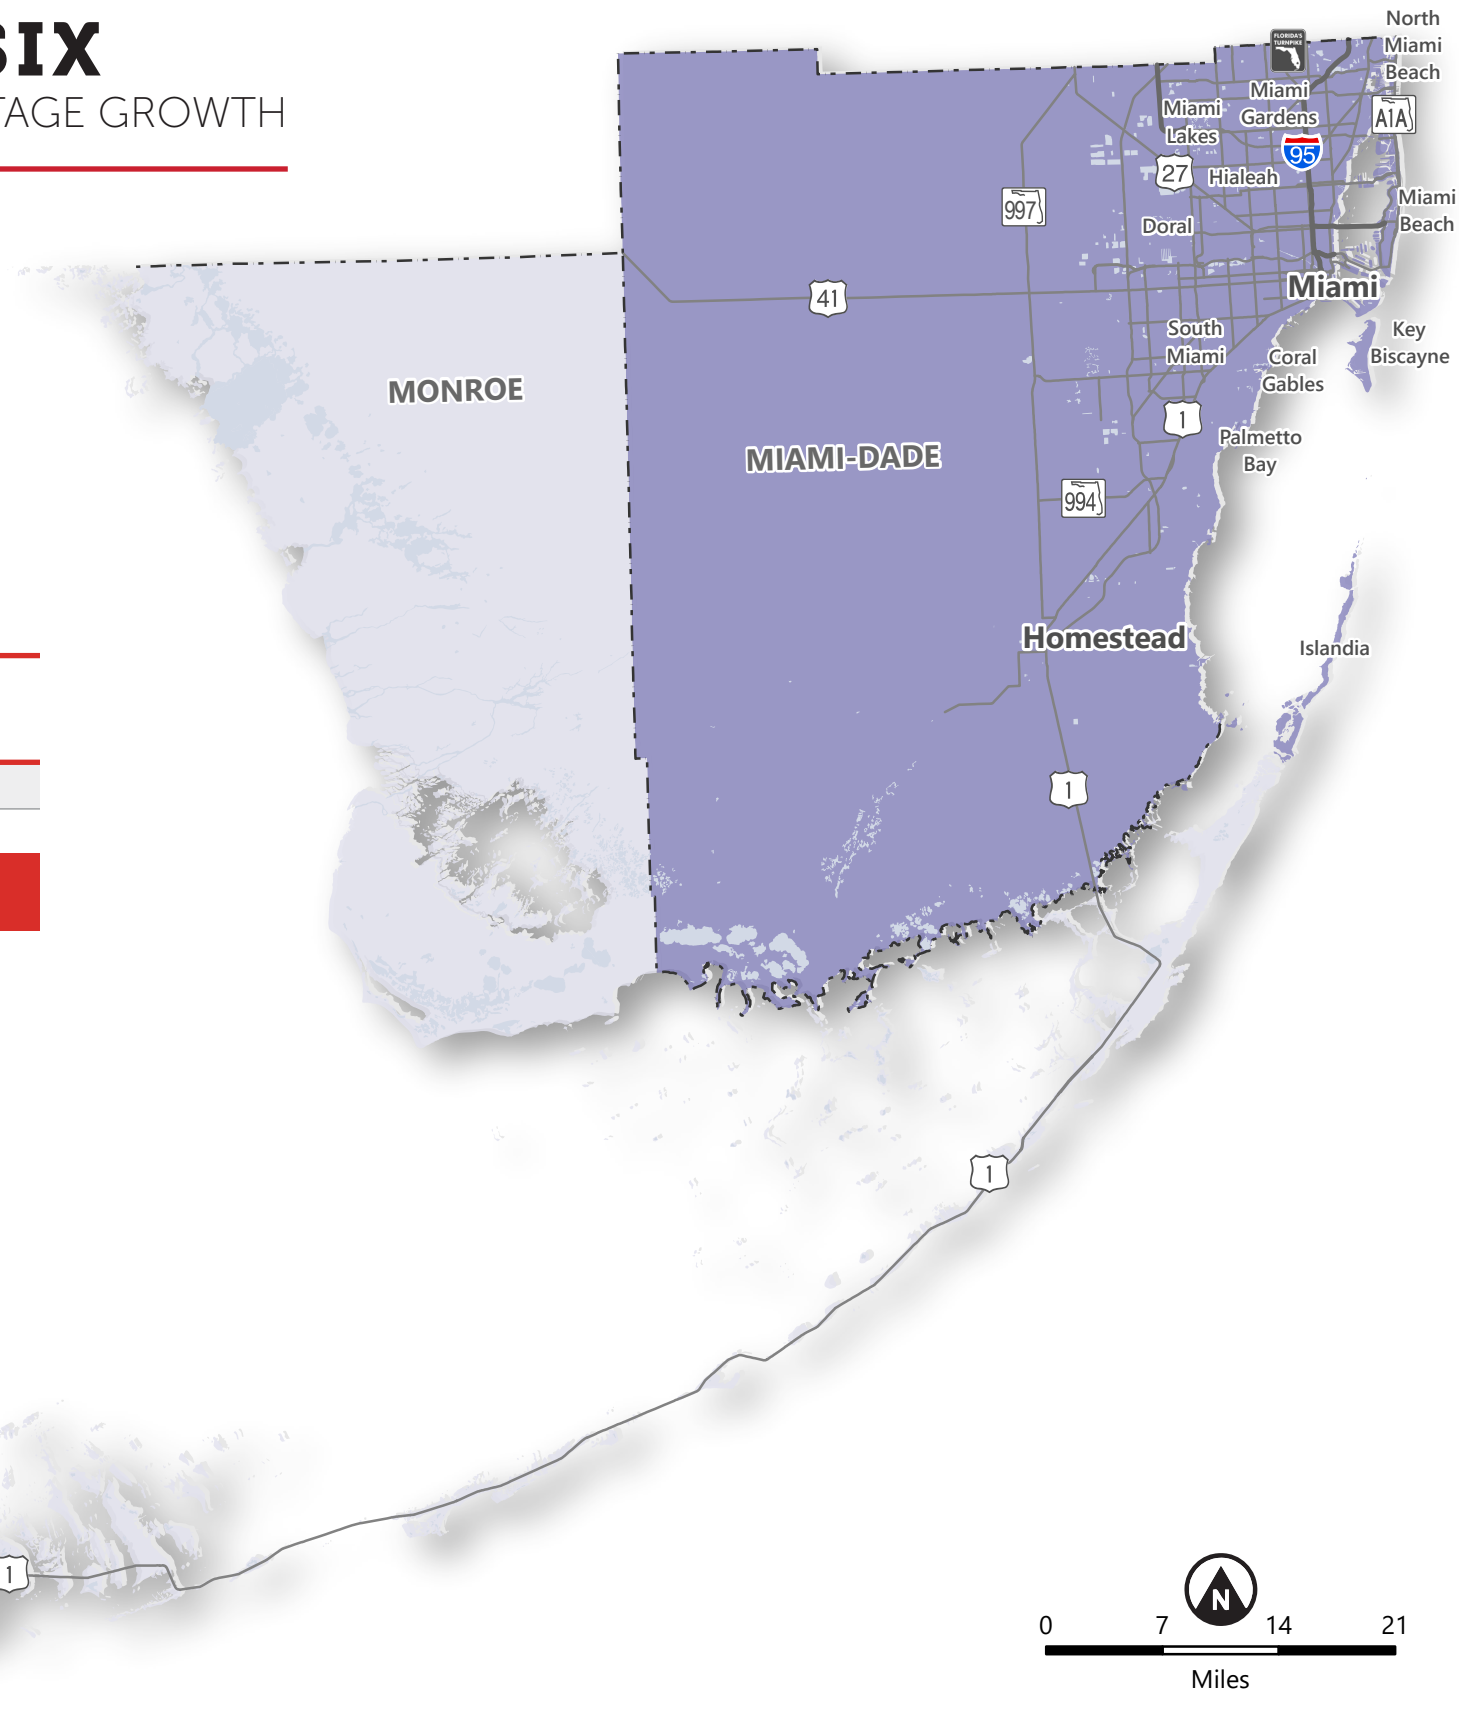 SIX
TAGE GROWTH
North
Miami
Beach
FLORIDA'S
TURNPIKE
Miami
Gardens
A1A
Miami
Lakes
95
27
Hialeah
997
Miami
Beach
Doral
Miami
41
South
Miami
Key
Biscayne
Coral
Gables
MONROE
1
Palmetto
Bay
MIAMI-DADE
994
Homestead
Islandia
1
1
1
N
0 7 14 21
Miles